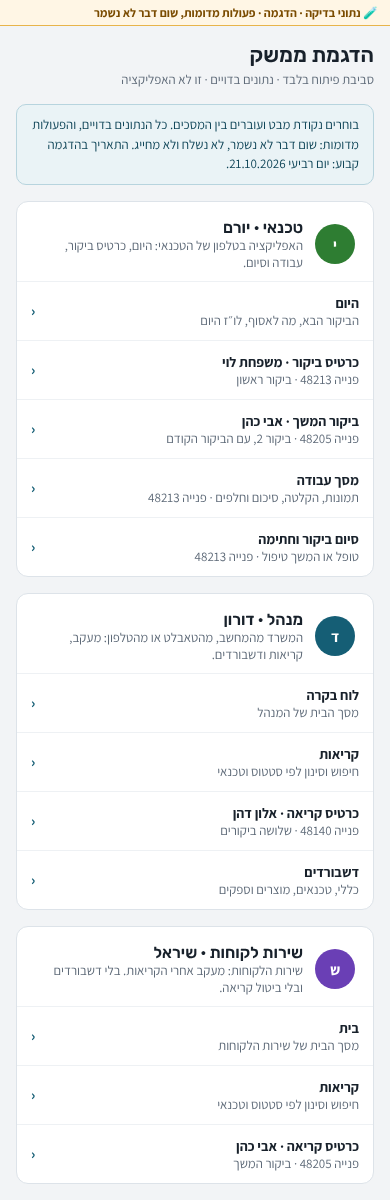 🧪 נתוני בדיקה · הדגמה · פעולות מדומות, שום דבר לא נשמר
הדגמת ממשק
סביבת פיתוח בלבד · נתונים בדויים · זו לא האפליקציה
בוחרים נקודת מבט ועוברים בין המסכים. כל הנתונים בדויים, והפעולות
מדומות: שום דבר לא נשמר, לא נשלח ולא מחייג. התאריך בהדגמה
קבוע: יום רביעי 21.10.2026.
י
טכנאי • יורם
האפליקציה בטלפון של הטכנאי: היום, כרטיס ביקור,
עבודה וסיום.
היום
הביקור הבא, מה לאסוף, לו״ז היום
כרטיס ביקור · משפחת לוי
פנייה 48213 · ביקור ראשון
ביקור המשך · אבי כהן
פנייה 48205 · ביקור 2, עם הביקור הקודם
מסך עבודה
תמונות, הקלטה, סיכום וחלפים · פנייה 48213
סיום ביקור וחתימה
טופל או המשך טיפול · פנייה 48213
ד
מנהל • דורון
המשרד מהמחשב, מהטאבלט או מהטלפון: מעקב,
קריאות ודשבורדים.
לוח בקרה
מסך הבית של המנהל
קריאות
חיפוש וסינון לפי סטטוס וטכנאי
כרטיס קריאה · אלון דהן
פנייה 48140 · שלושה ביקורים
דשבורדים
כללי, טכנאים, מוצרים וספקים
ש
שירות לקוחות • שיראל
שירות הלקוחות: מעקב אחרי הקריאות. בלי דשבורדים
ובלי ביטול קריאה.
בית
מסך הבית של שירות הלקוחות
קריאות
חיפוש וסינון לפי סטטוס וטכנאי
כרטיס קריאה · אבי כהן
פנייה 48205 · ביקור המשך